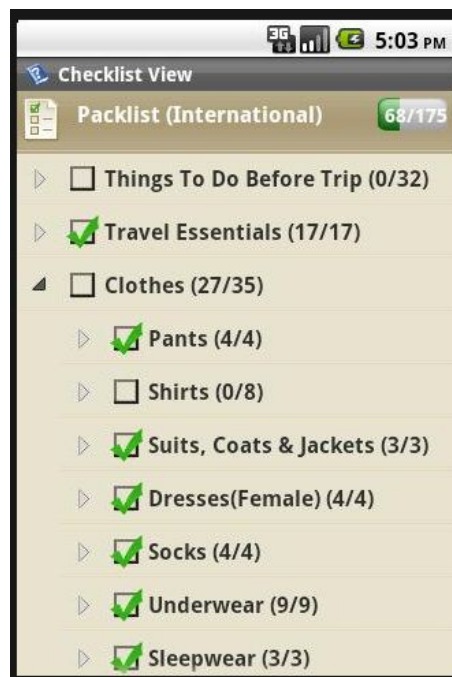 3G 5:03 PM
Checklist View
Packlist (International) 68/175
Things To Do Before Trip (0/32)
Travel Essentials (17/17)
Clothes (27/35)
Pants (4/4)
Shirts (0/8)
Suits, Coats & Jackets (3/3)
Dresses(Female) (4/4)
Socks (4/4)
Underwear (9/9)
Sleepwear (3/3)